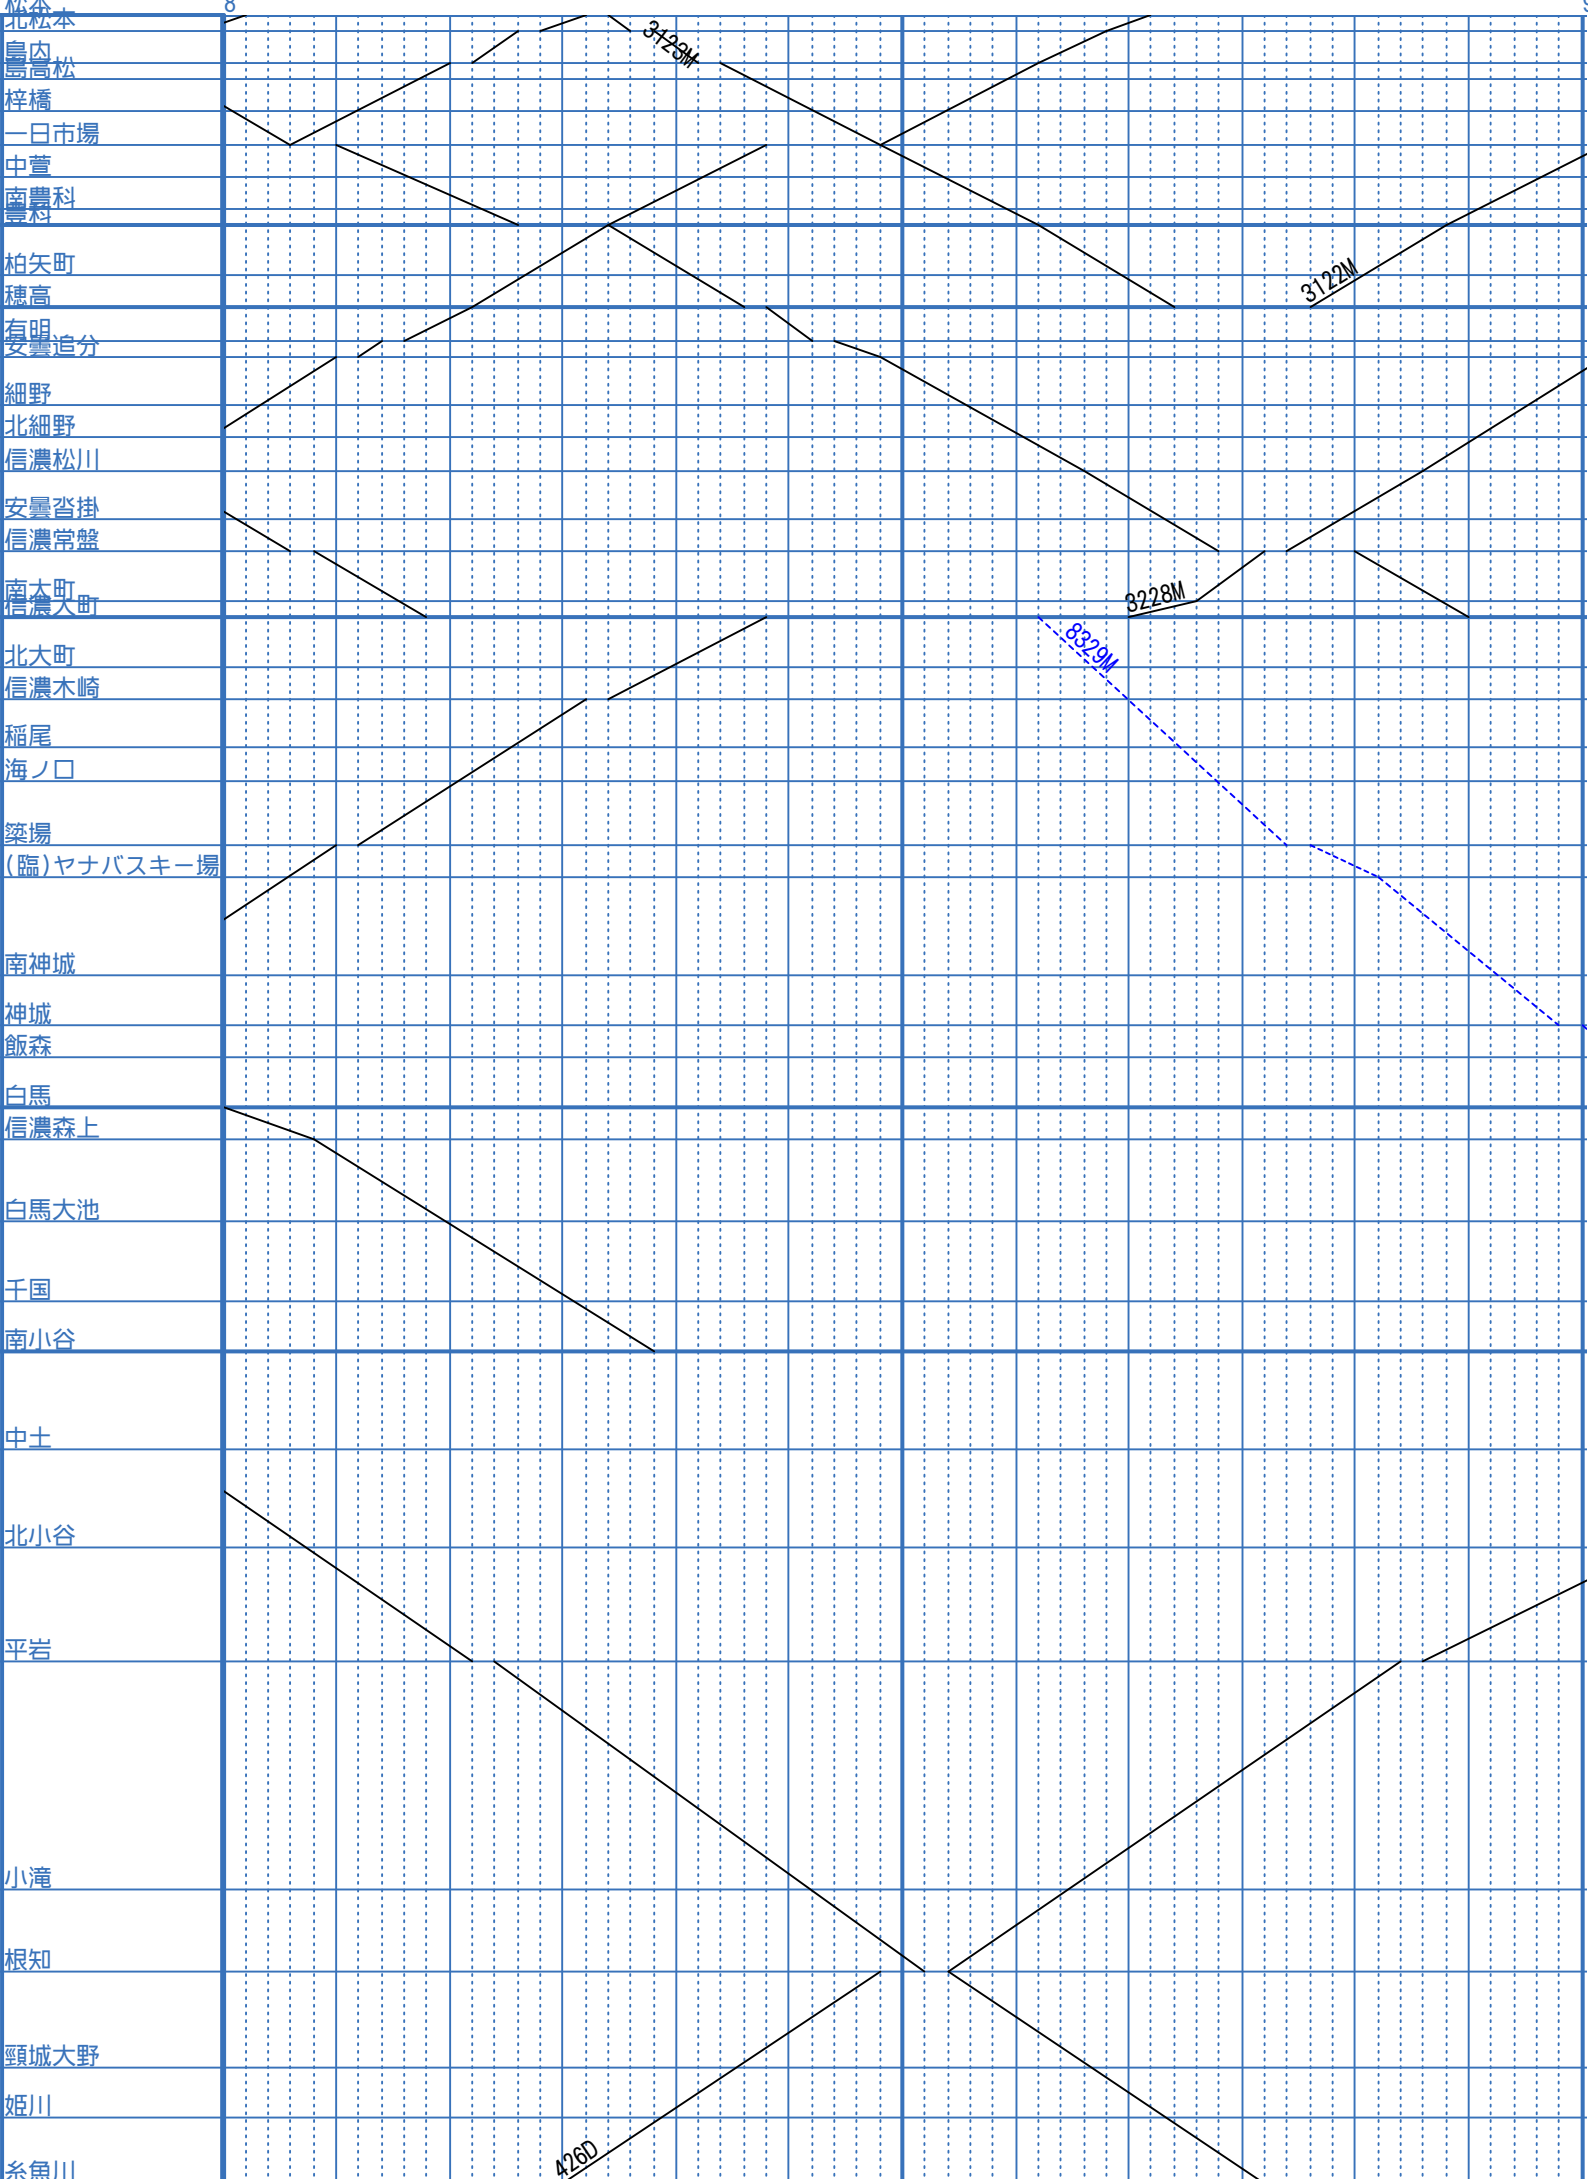 松本
8
9
北松本
3123M
島内
島高松
梓橋
一日市場
中萱
南豊科
豊科
柏矢町
穂高
3122M
有明
安曇追分
細野
北細野
信濃松川
安曇沓掛
信濃常盤
南大町
3228M
信濃大町
8329M
北大町
信濃木崎
稲尾
海ノ口
簗場
(臨)ヤナバスキー場
南神城
神城
飯森
白馬
信濃森上
白馬大池
千国
南小谷
中土
北小谷
平岩
小滝
根知
頸城大野
姫川
426D
糸魚川